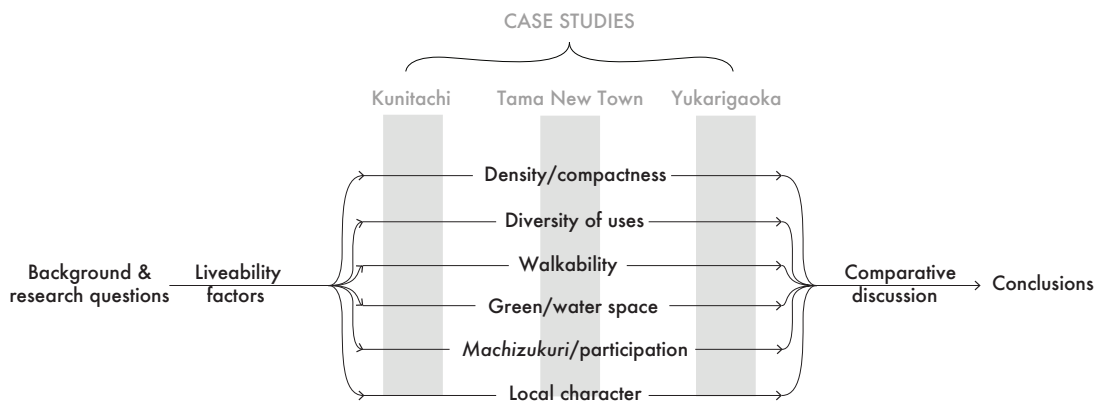 CASE STUDIES
Kunitachi
Tama New Town
Yukarigaoka
Density/compactness
Diversity of uses
Walkability
Green/water space
Machizukuri/participation
Local character
Background &
research questions
Liveability
factors
Comparative
discussion
Conclusions